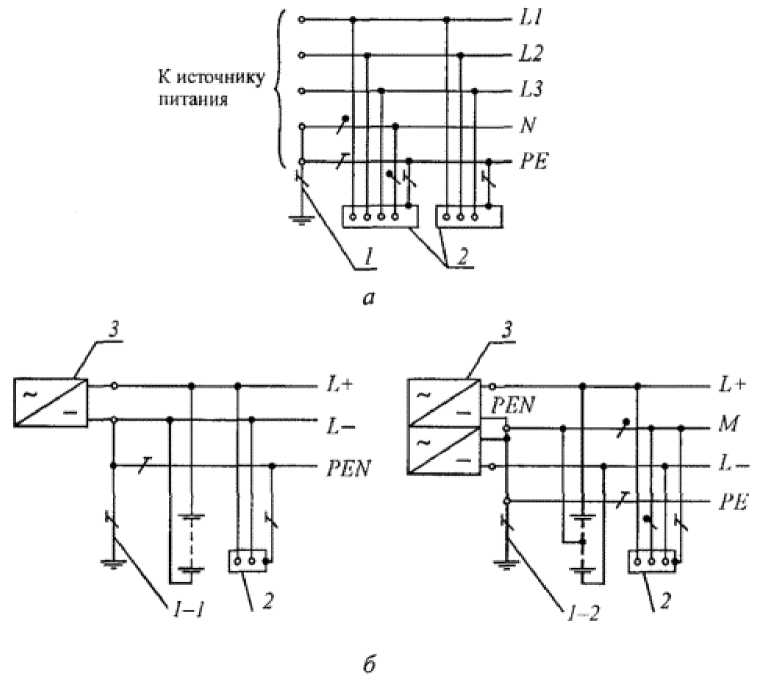 L1
L2
К источнику
питания
L3
N
PE
1
2
а
3
L+
~
–
L–
PEN
1–1
2
3
L+
~
–
PEN
M
~
–
L–
PE
1–2
2
б